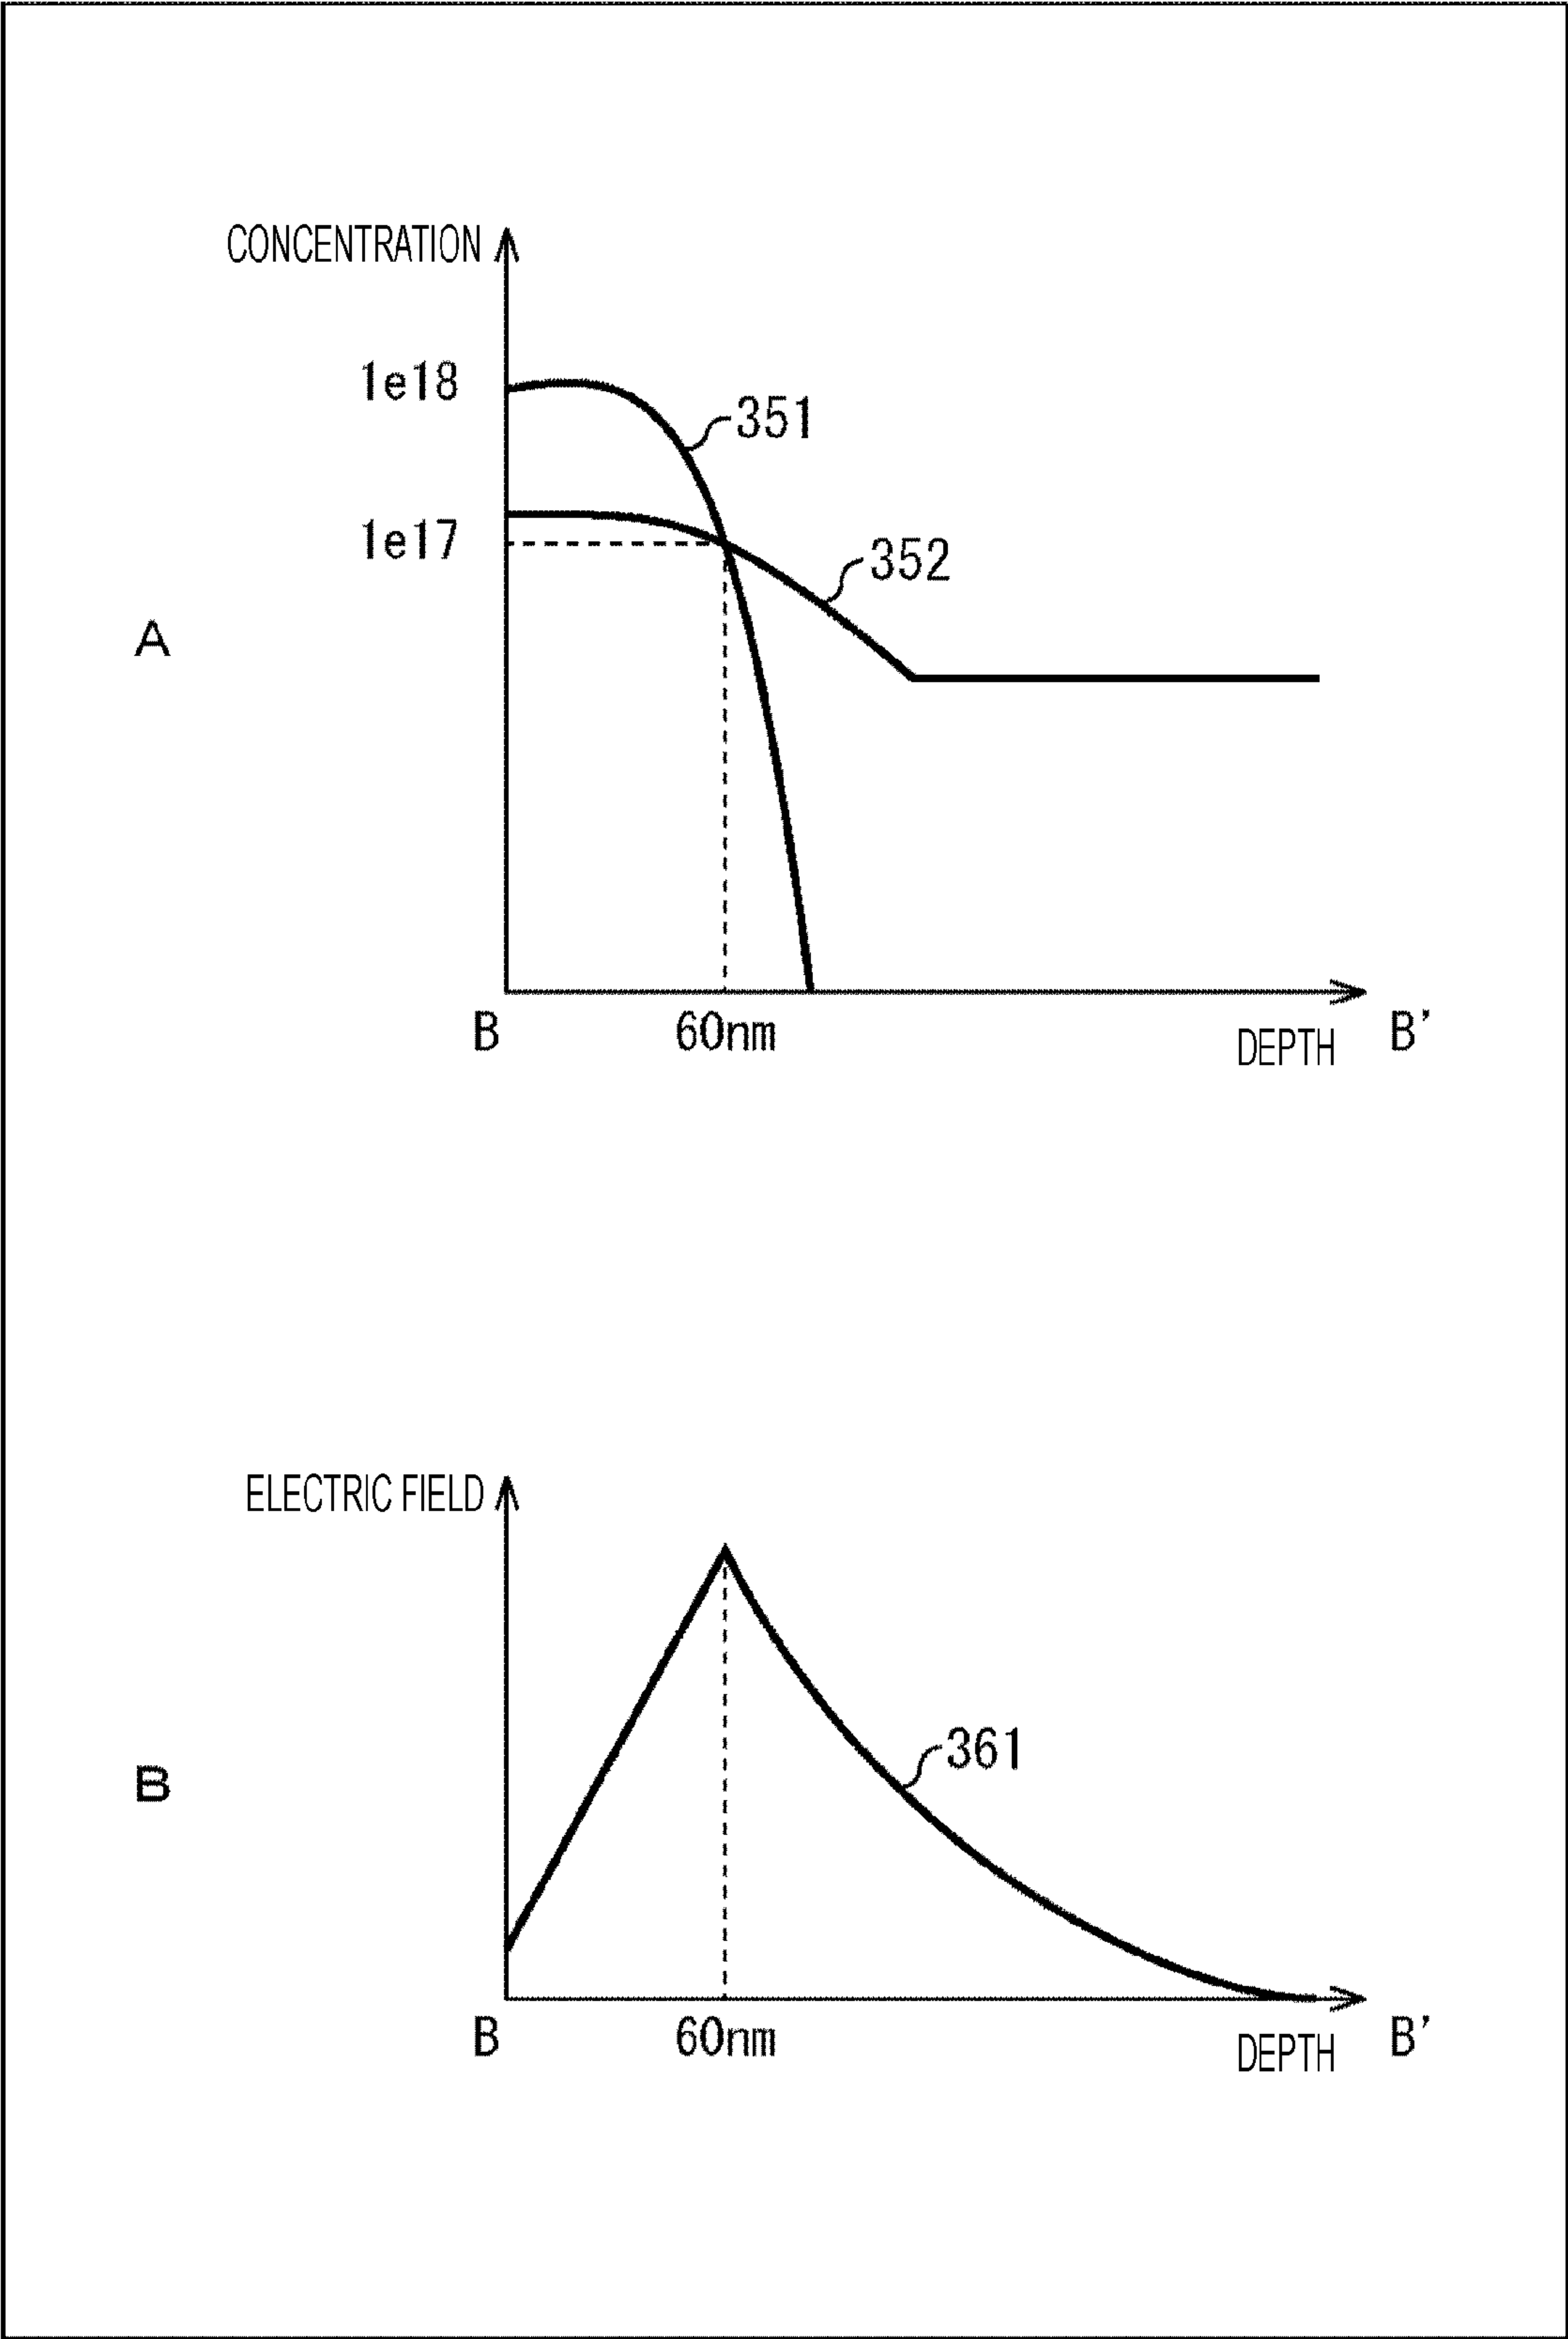 CONCENTRATION
1e18
351
1e17
352
A
B
60nm
DEPTH
B'
ELECTRIC FIELD
361
B
B
60nm
DEPTH
B'